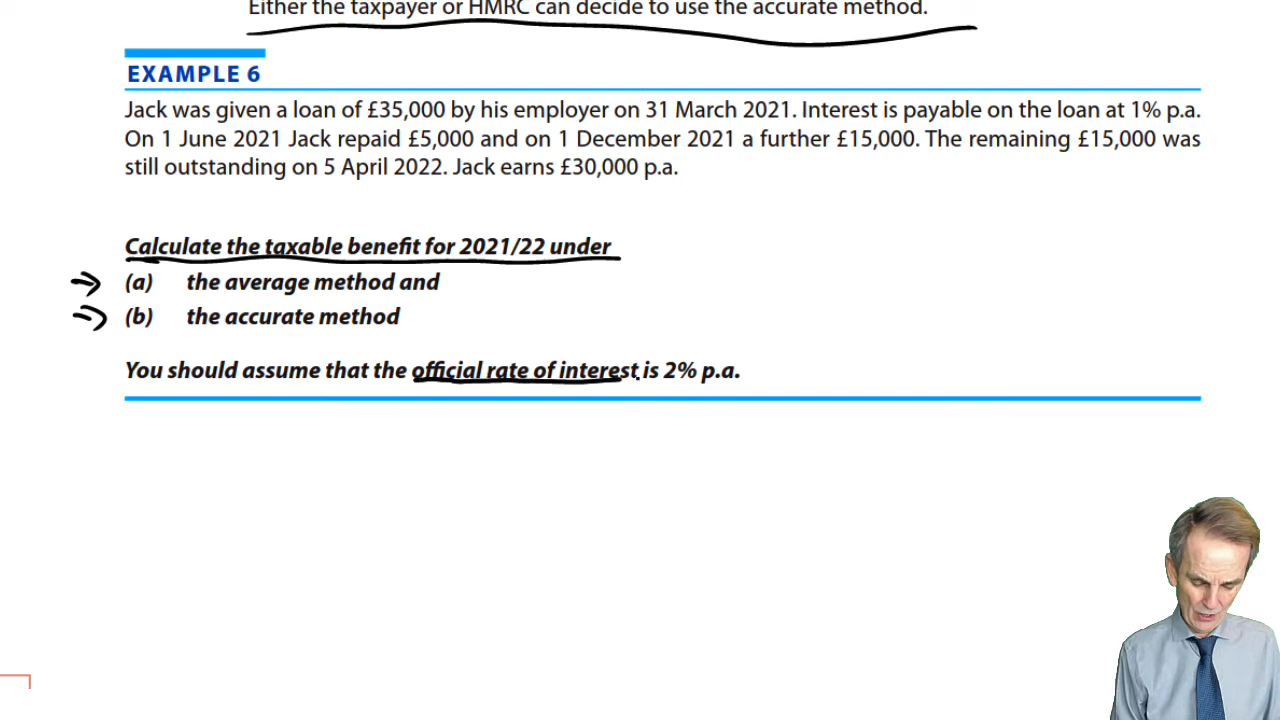 Either the taxpayer or HMRC can decide to use the accurate method.
EXAMPLE 6
Jack was given a loan of £35,000 by his employer on 31 March 2021. Interest is payable on the loan at 1% p.a.
On 1 June 2021 Jack repaid £5,000 and on 1 December 2021 a further £15,000. The remaining £15,000 was
still outstanding on 5 April 2022. Jack earns £30,000 p.a.
Calculate the taxable benefit for 2021/22 under
(a) the average method and
(b) the accurate method
You should assume that the official rate of interest is 2% p.a.